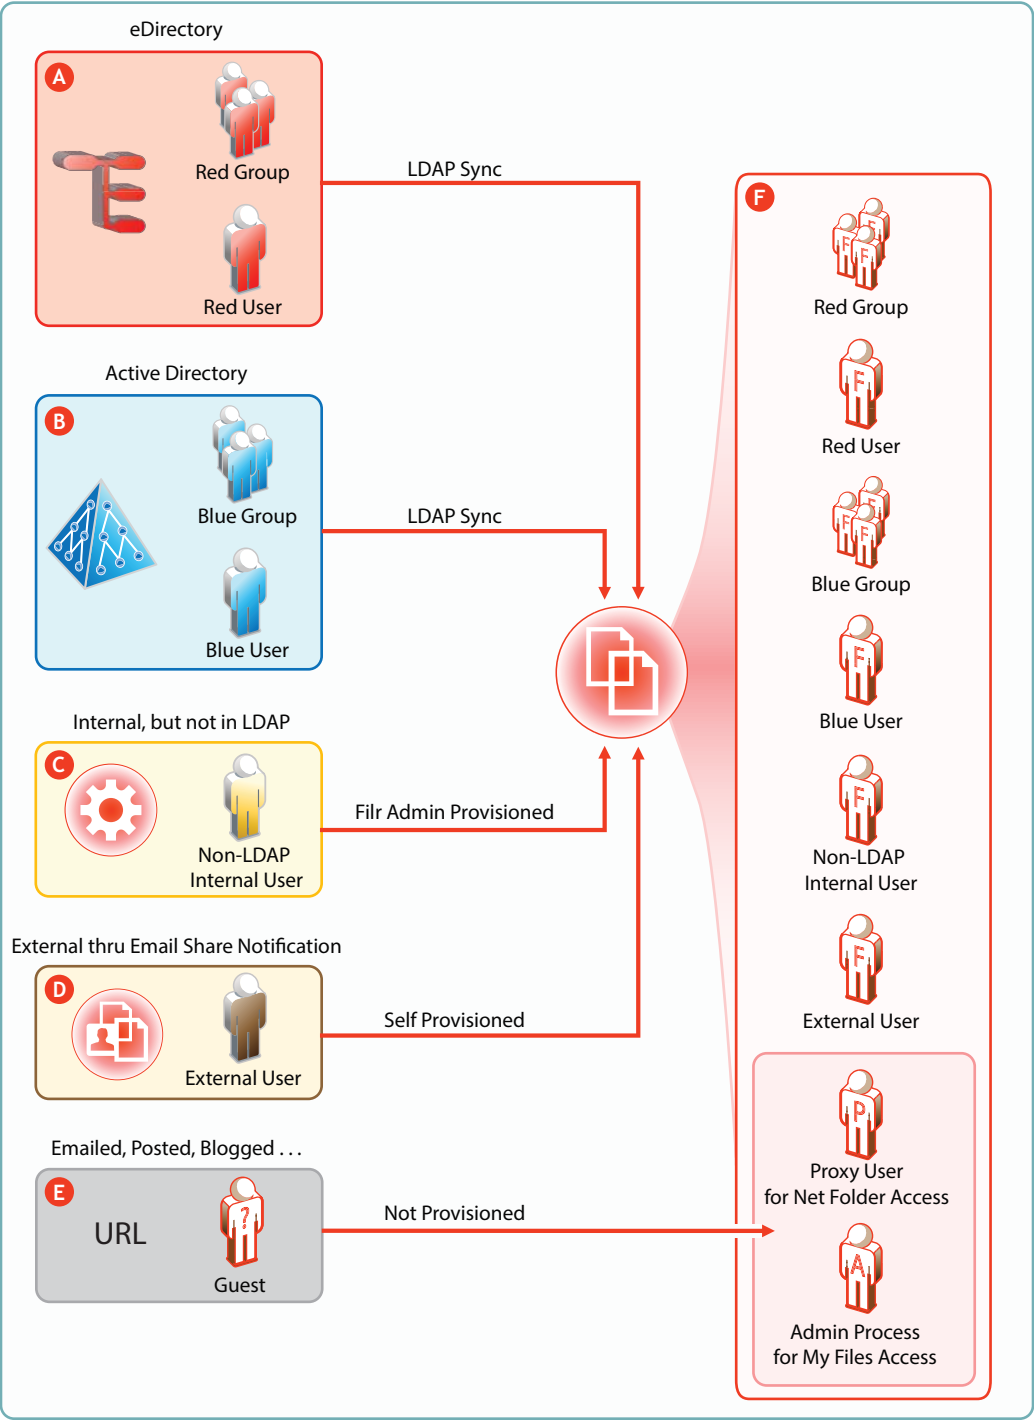 eDirectory
A
Red Group
Red User
LDAP Sync
Active Directory
B
Blue Group
Blue User
LDAP Sync
Internal, but not in LDAP
C
Non-LDAP
Internal User
Filr Admin Provisioned
External thru Email Share Notification
D
External User
Self Provisioned
Emailed, Posted, Blogged . . .
E
URL
?
Guest
Not Provisioned
F
F
F
F
Red Group
F
Red User
F
F
F
Blue Group
F
Blue User
F
Non-LDAP
Internal User
F
External User
P
Proxy User
for Net Folder Access
A
Admin Process
for My Files Access